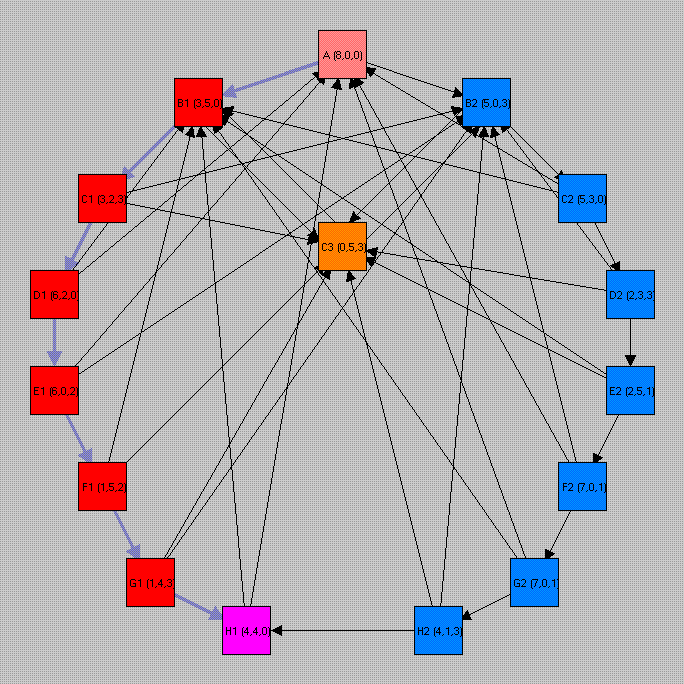 A (8,0,0)
B1 (3,5,0)
B2 (5,0,3)
C1 (3,2,3)
C2 (5,3,0)
C3 (0,5,3)
D1 (6,2,0)
D2 (2,3,3)
E1 (6,0,2)
E2 (2,5,1)
F1 (1,5,2)
F2 (7,0,1)
G1 (1,4,3)
G2 (7,0,1)
H1 (4,4,0)
H2 (4,1,3)